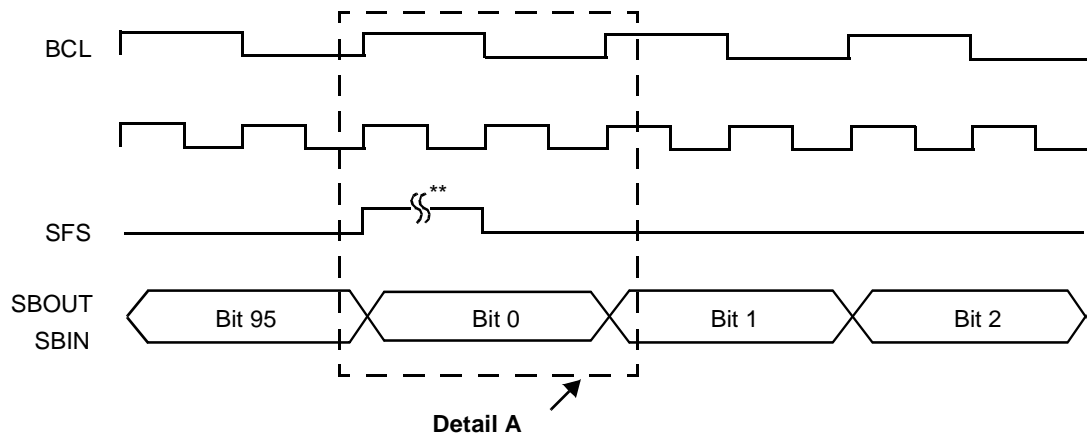 BCL
**
SFS
SBOUT
SBIN
Bit 95
Bit 0
Bit 1
Bit 2
Detail A